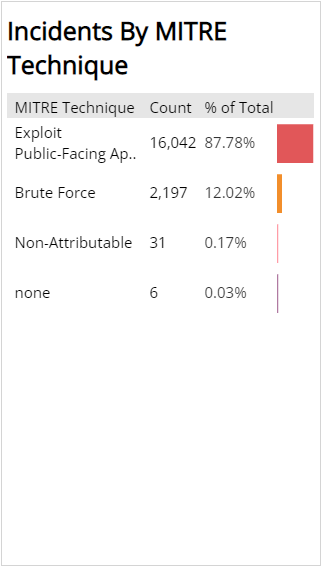 Incidents By MITRE
Technique
MITRE Technique Count % of Total
Exploit
Public-Facing Ap.. 16,042 87.78%
Brute Force 2,197 12.02%
Non-Attributable 31 0.17%
none 6 0.03%